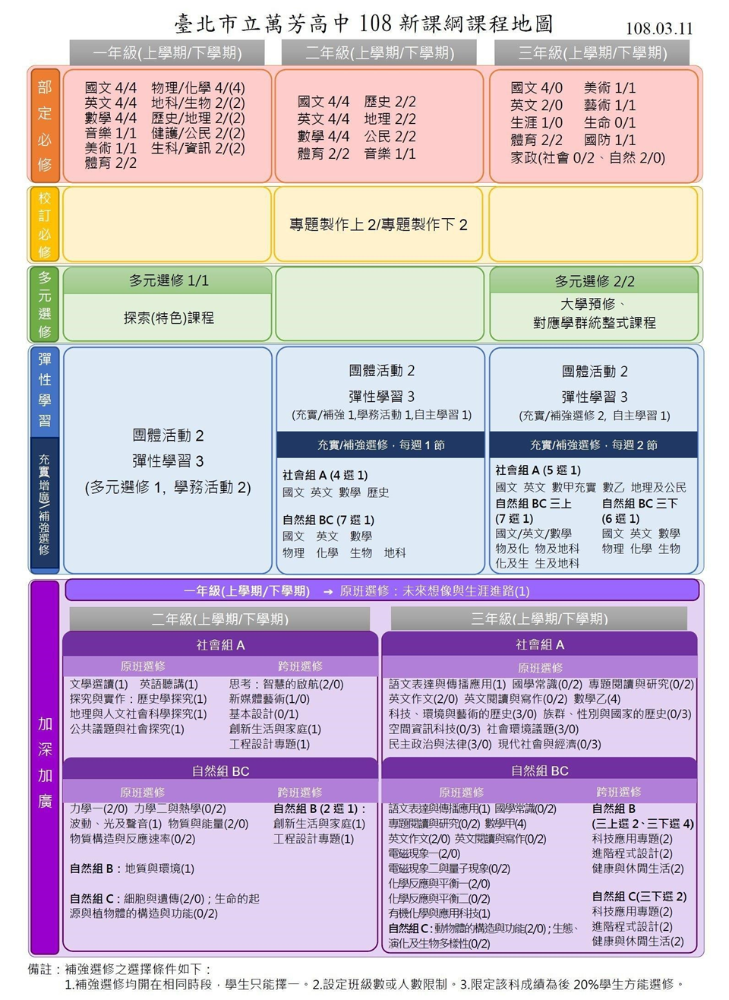 臺北市立萬芳高中 108 新課綱課程地圖
108.03.11
一年級(上學期/下學期)
二年級(上學期/下學期)
三年級(上學期/下學期)
部定必修
國文 4/4 物理/化學 4/(4)
英文 4/4 地科/生物 2/(2)
數學 4/4 歷史/地理 2/(2)
音樂 1/1 健護/公民 2/(2)
美術 1/1 生科/資訊 2/(2)
體育 2/2
國文 4/4 歷史 2/2
英文 4/4 地理 2/2
數學 4/4 公民 2/2
體育 2/2 音樂 1/1
國文 4/0 美術 1/1
英文 2/0 藝術 1/1
生涯 1/0 生命 0/1
體育 2/2 國防 1/1
家政(社會 0/2、自然 2/0)
校訂必修
專題製作上 2/專題製作下 2
多元選修
多元選修 1/1
探索(特色)課程
多元選修 2/2
大學預修、
對應學群統整式課程
彈性學習
充實(增廣)/補強選修
團體活動 2
彈性學習 3
(多元選修 1, 學務活動 2)
團體活動 2
彈性學習 3
(充實/補強 1,學務活動 1,自主學習 1)
充實/補強選修，每週 1 節
社會組 A (4 選 1)
國文 英文 數學 歷史
自然組 BC (7 選 1)
國文 英文 數學
物理 化學 生物 地科
團體活動 2
彈性學習 3
(充實/補強選修 2, 自主學習 1)
充實/補強選修，每週 2 節
社會組 A (5 選 1)
國文 英文 數甲充實 數乙 地理及公民
自然組 BC 三上
(7 選 1)
國文/英文/數學
物及化 物及地科
化及生 生及地科
自然組 BC 三下
(6 選 1)
國文 英文 數學
物理 化學 生物
加深加廣
一年級(上學期/下學期) → 原班選修：未來想像與生涯進路(1)
二年級(上學期/下學期)
社會組 A
原班選修 跨班選修
文學選讀(1) 英語聽講(1)
探究與實作：歷史學探究(1)
地理與人文社會科學探究(1)
公共議題與社會探究(1)
思考：智慧的啟航(2/0)
新媒體藝術(1/0)
基本設計(0/1)
創新生活與家庭(1)
工程設計專題(1)
自然組 BC
原班選修 跨班選修
力學一(2/0) 力學二與熱學(0/2)
波動、光及聲音(1) 物質與能量(2/0)
物質構造與反應速率(0/2)
自然組 B：地質與環境(1)
自然組 C：細胞與遺傳(2/0)；生命的起
源與植物體的構造與功能(0/2)
自然組 B (2 選 1)：
創新生活與家庭(1)
工程設計專題(1)
三年級(上學期/下學期)
社會組 A
原班選修
語文表達與傳播應用(1) 國學常識(0/2) 專題閱讀與研究(0/2)
英文作文(2/0) 英文閱讀與寫作(0/2) 數學乙(4)
科技、環境與藝術的歷史(3/0) 族群、性別與國家的歷史(0/3)
空間資訊科技(0/3) 社會環境議題(3/0)
民主政治與法律(3/0) 現代社會與經濟(0/3)
自然組 BC
原班選修 跨班選修
語文表達與傳播應用(1) 國學常識(0/2)
專題閱讀與研究(0/2) 數學甲(4)
英文作文(2/0) 英文閱讀與寫作(0/2)
電磁現象一(2/0)
電磁現象二與量子現象(0/2)
化學反應與平衡一(2/0)
化學反應與平衡二(0/2)
有機化學與應用科技(1)
自然組 C：動物體的構造與功能(2/0)；生態、
演化及生物多樣性(0/2)
自然組 B
(三上選 2、三下選 4)
科技應用專題(2)
進階程式設計(2)
健康與休閒生活(2)
自然組 C(三下選 2)
科技應用專題(2)
進階程式設計(2)
健康與休閒生活(2)
備註：補強選修之選擇條件如下：
1.補強選修均開在相同時段，學生只能擇一。2.設定班級數或人數限制。3.限定該科成績為後 20%學生方能選修。